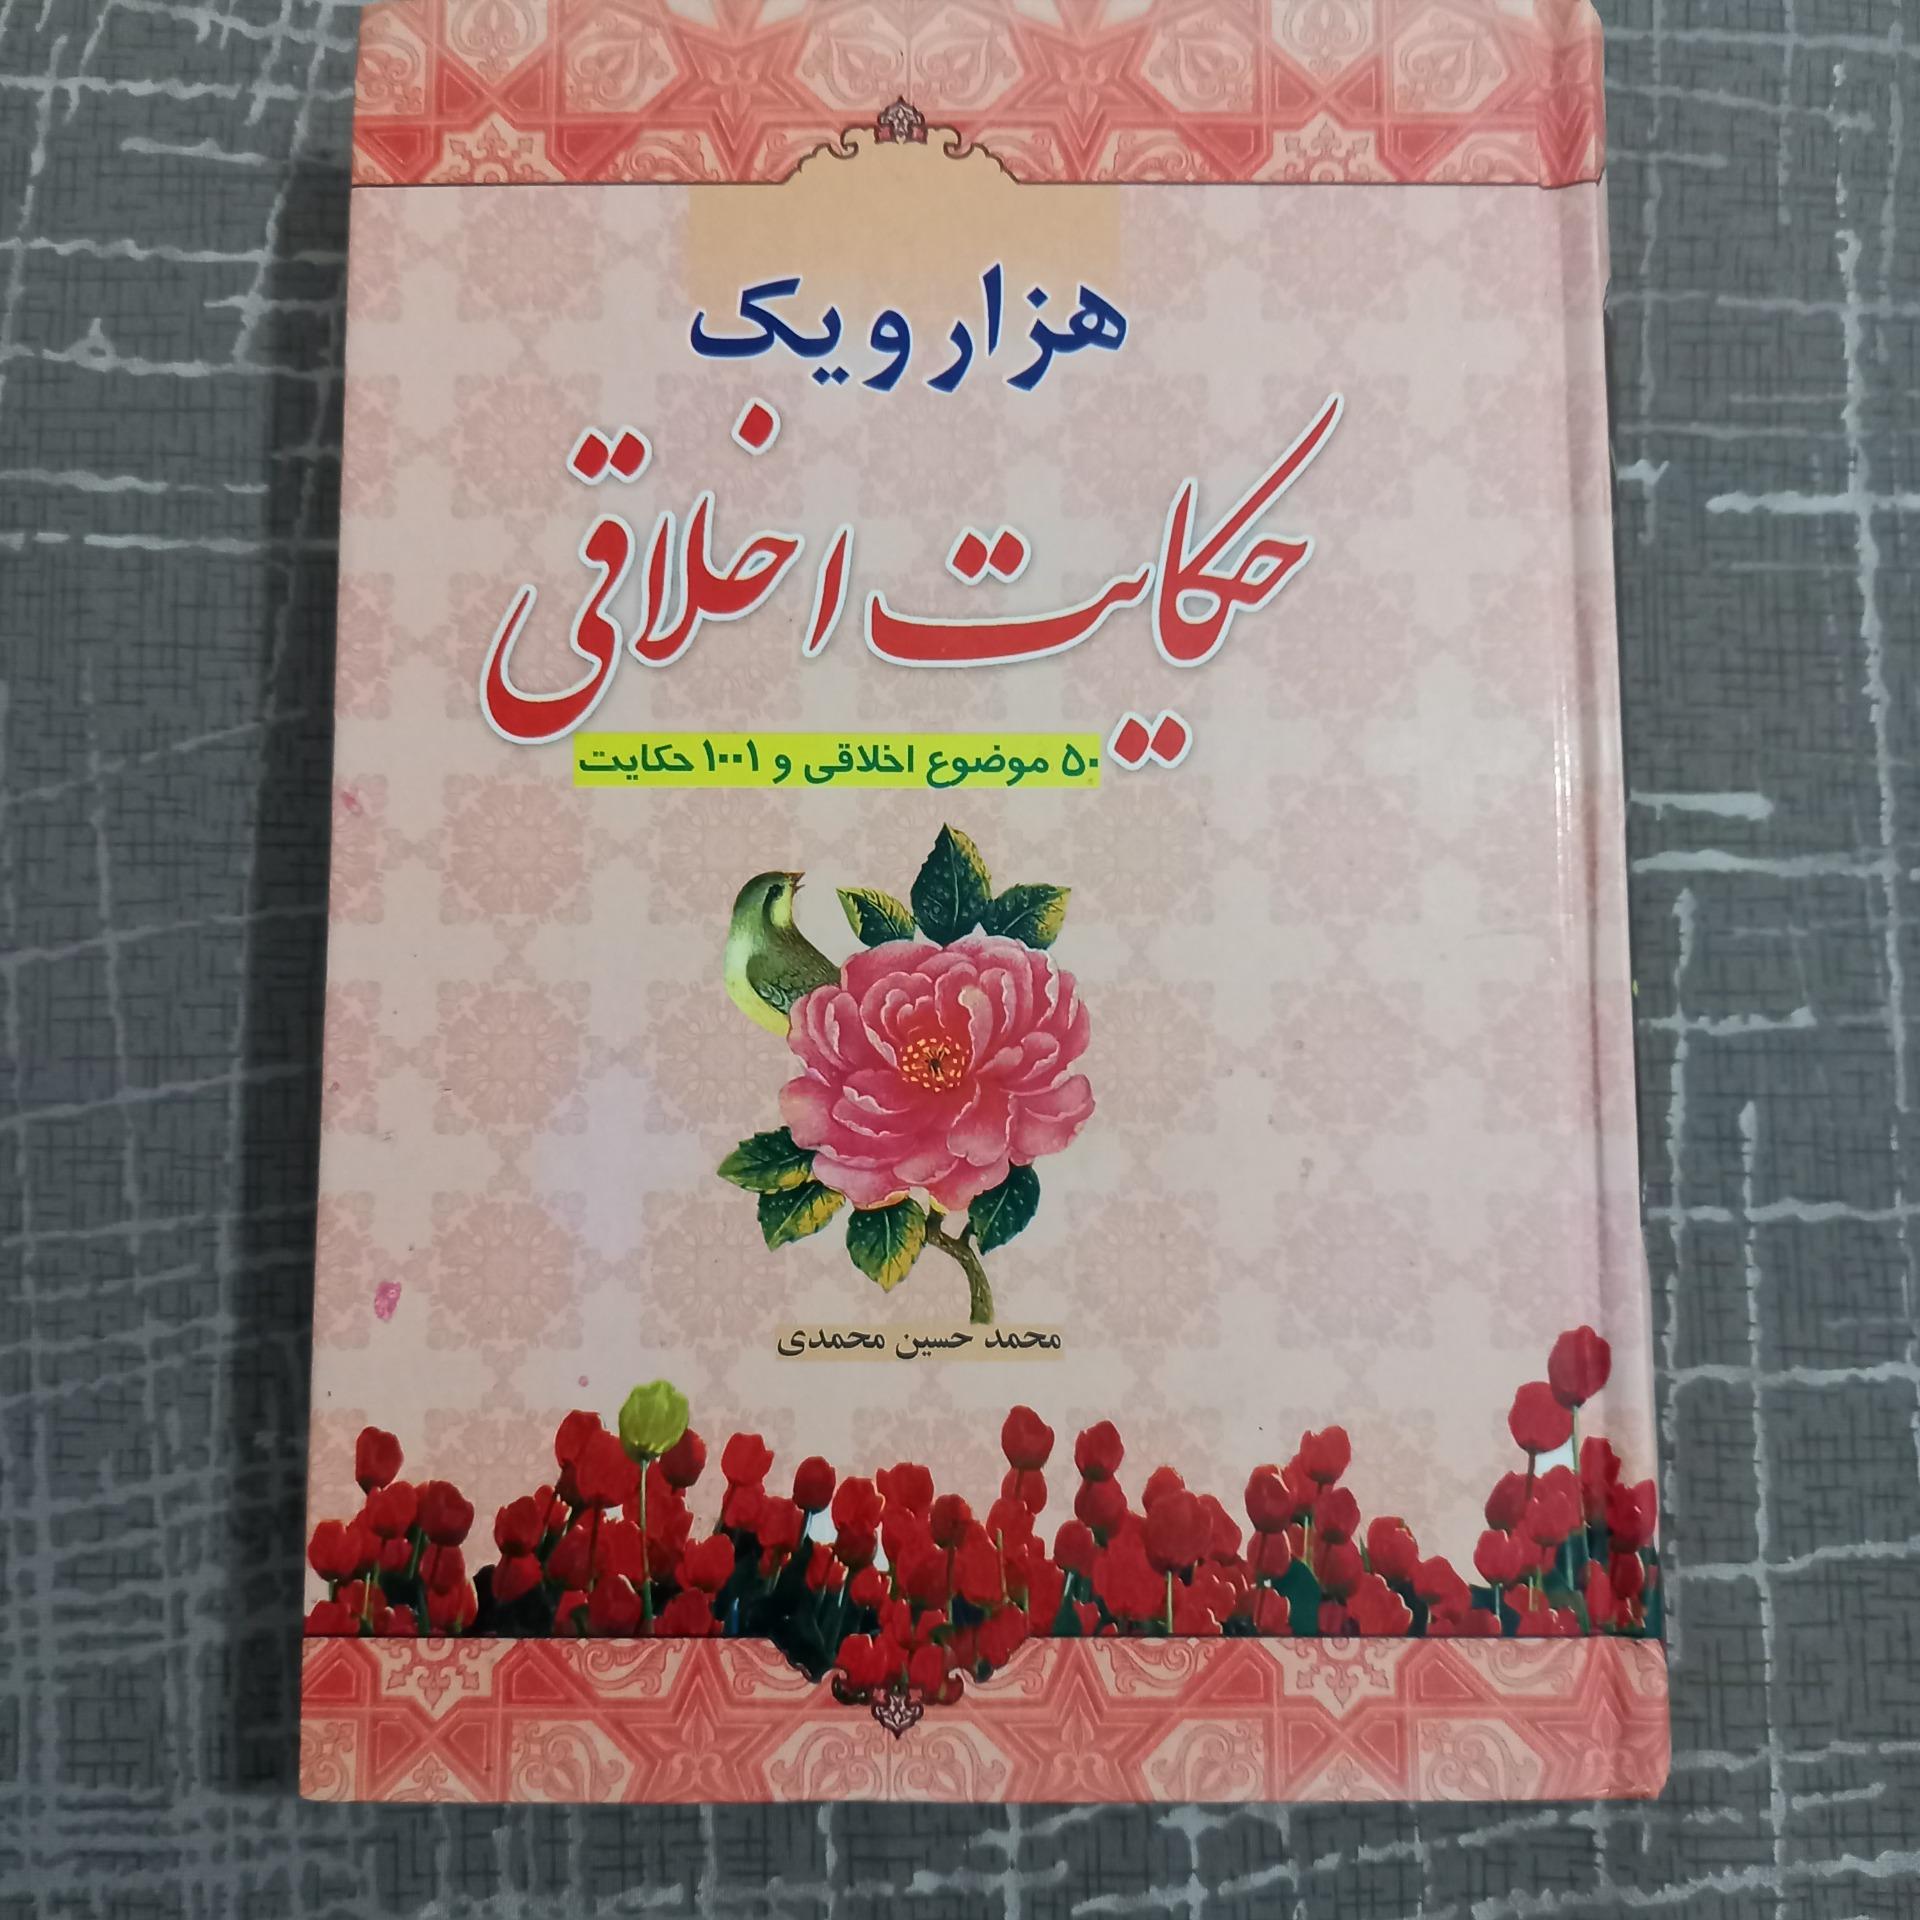 هزار و یک
حکایت اخلاقی
۵۰ موضوع اخلاقی و ۱۰۰۱ حکایت
محمد حسین محمدی